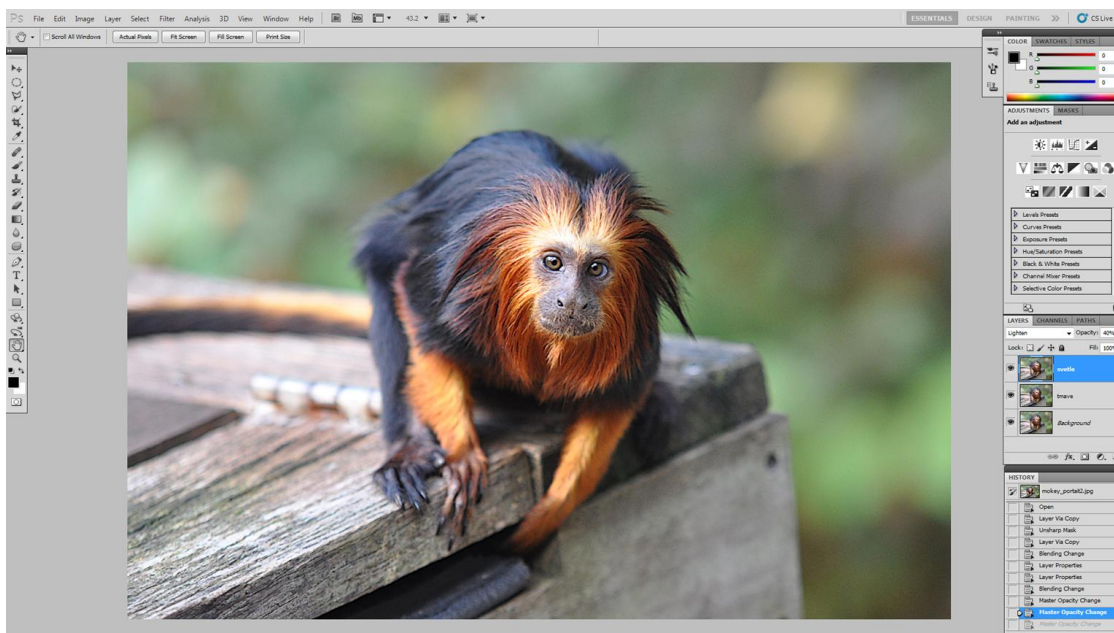 PS File Edit Image Layer Select Filter Analysis 3D View Window Help Br Mb 43.2 ESSENTIALS DESIGN PAINTING >> CS Live
Scroll All Windows Actual Pixels Fit Screen Fill Screen Print Size
COLOR SWATCHES STYLES
R 0
G 0
B 0
ADJUSTMENTS MASKS
Add an adjustment
Levels Presets
Curves Presets
Exposure Presets
Hue/Saturation Presets
Black & White Presets
Channel Mixer Presets
Selective Color Presets
LAYERS CHANNELS PATHS
Lighten Opacity: 40%
Lock: Fill: 100%
svetle
tmave
Background
fx.
HISTORY
mokey_portait2.jpg
Open
Layer Via Copy
Unsharp Mask
Layer Via Copy
Blending Change
Layer Properties
Layer Properties
Blending Change
Master Opacity Change
Master Opacity Change
Master Opacity Change